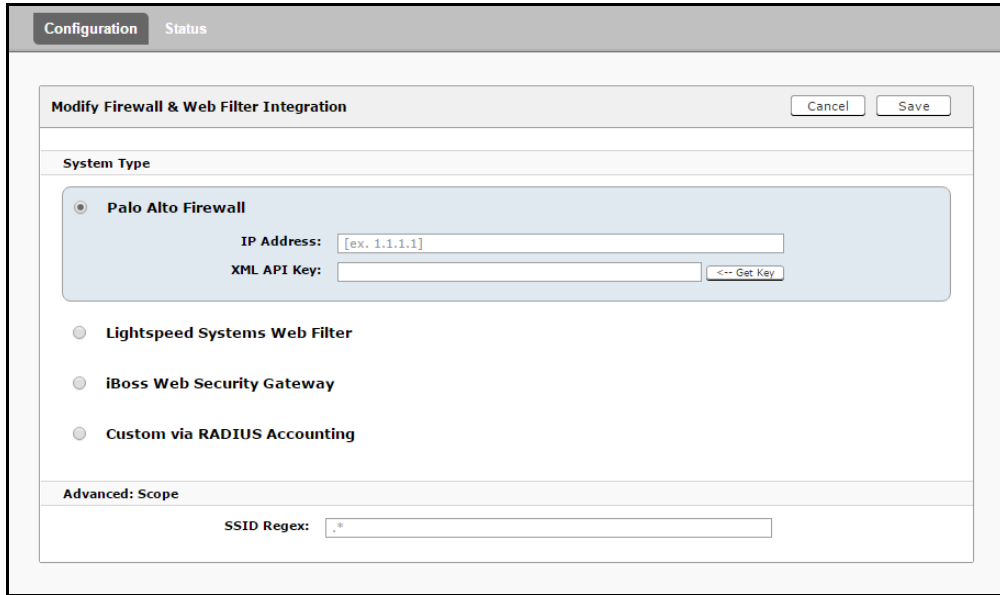 Configuration Status
Modify Firewall & Web Filter Integration Cancel Save
System Type
Palo Alto Firewall
IP Address: [ex. 1.1.1.1]
XML API Key: <-- Get Key
Lightspeed Systems Web Filter
iBoss Web Security Gateway
Custom via RADIUS Accounting
Advanced: Scope
SSID Regex: .*